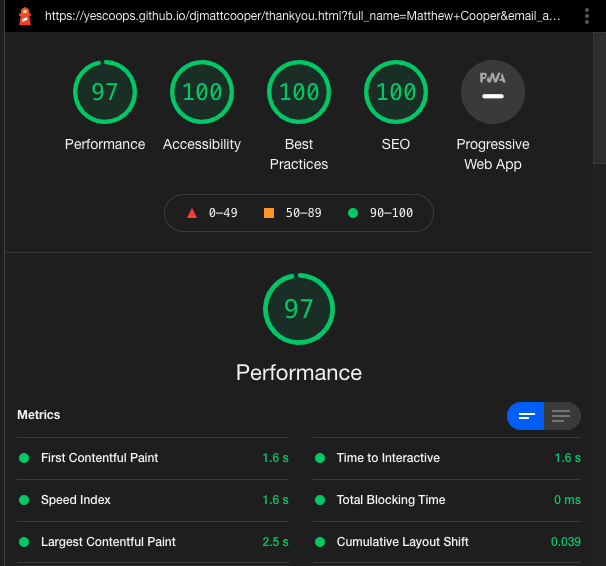 https://yescoops.github.io/djmattcooper/thankyou.html?full_name=Matthew+Cooper&email_a...
97
100
100
100
PWA
Performance
Accessibility
Best
Practices
SEO
Progressive
Web App
0–49
50–89
90–100
97
Performance
Metrics
First Contentful Paint 1.6 s
Time to Interactive 1.6 s
Speed Index 1.6 s
Total Blocking Time 0 ms
Largest Contentful Paint 2.5 s
Cumulative Layout Shift 0.039